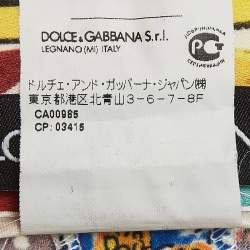 DOLCE & GABBANA S.r.l.
LEGNANO (MI) ITALY
ドルチェ・アンド・ガッバーナ・ジャパン㈱
東京都港区北青山3-6-7-8F
CA00985
CP: 03415